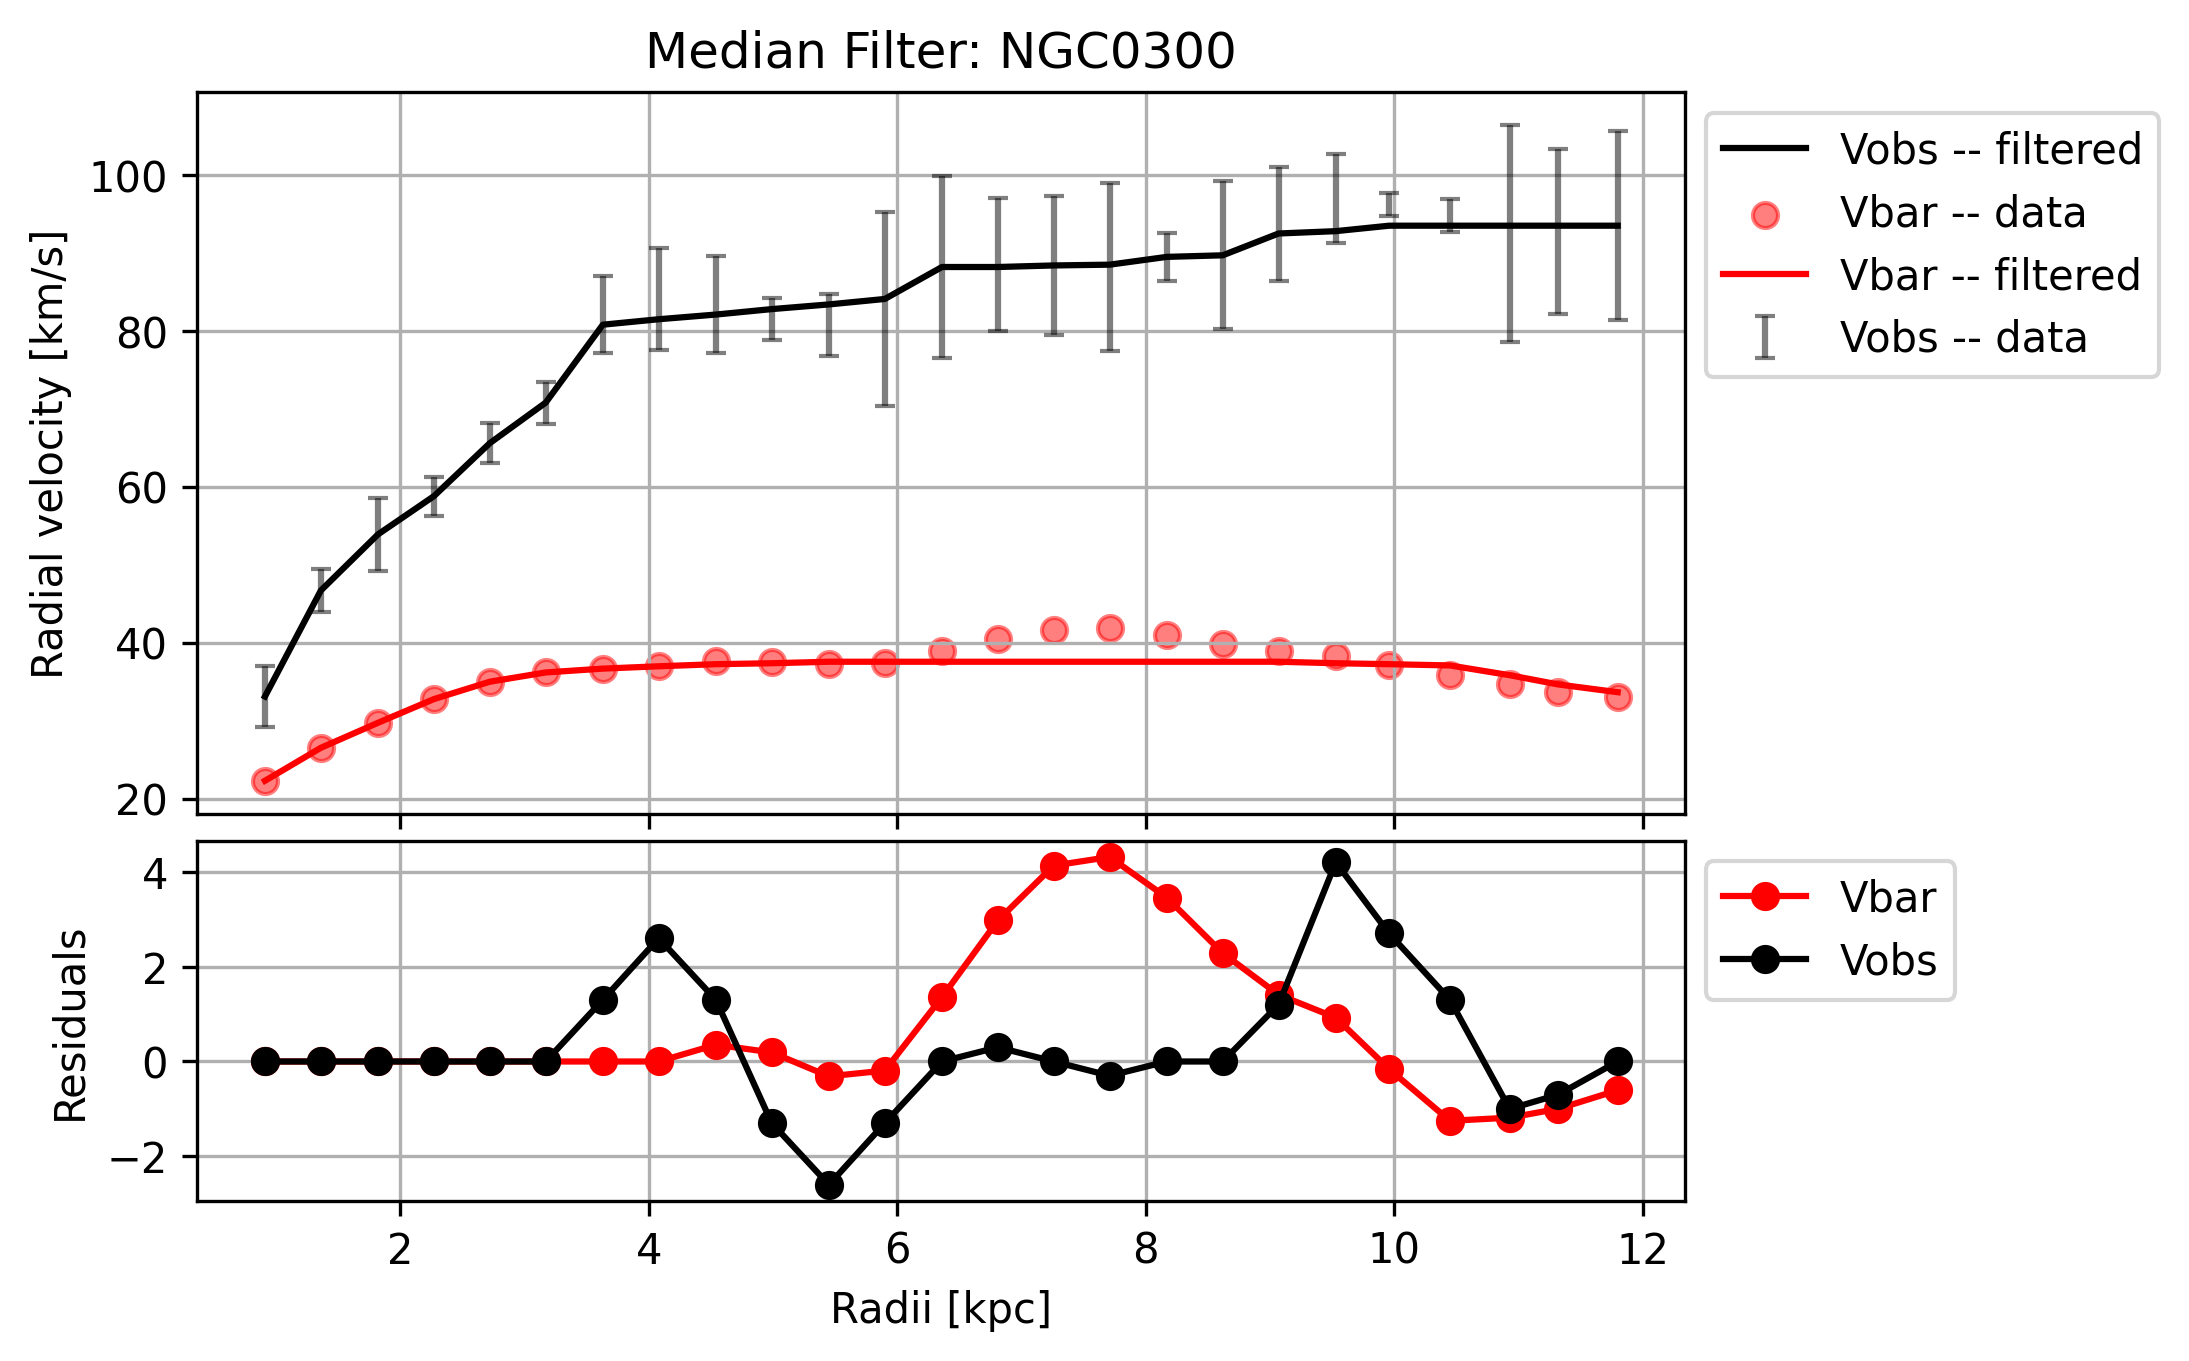 Median Filter: NGC0300
Radial velocity [km/s]
100
80
60
40
20
Vobs -- filtered
Vbar -- data
Vbar -- filtered
Vobs -- data
Residuals
4
2
0
−2
Vbar
Vobs
2 4 6 8 10 12
Radii [kpc]